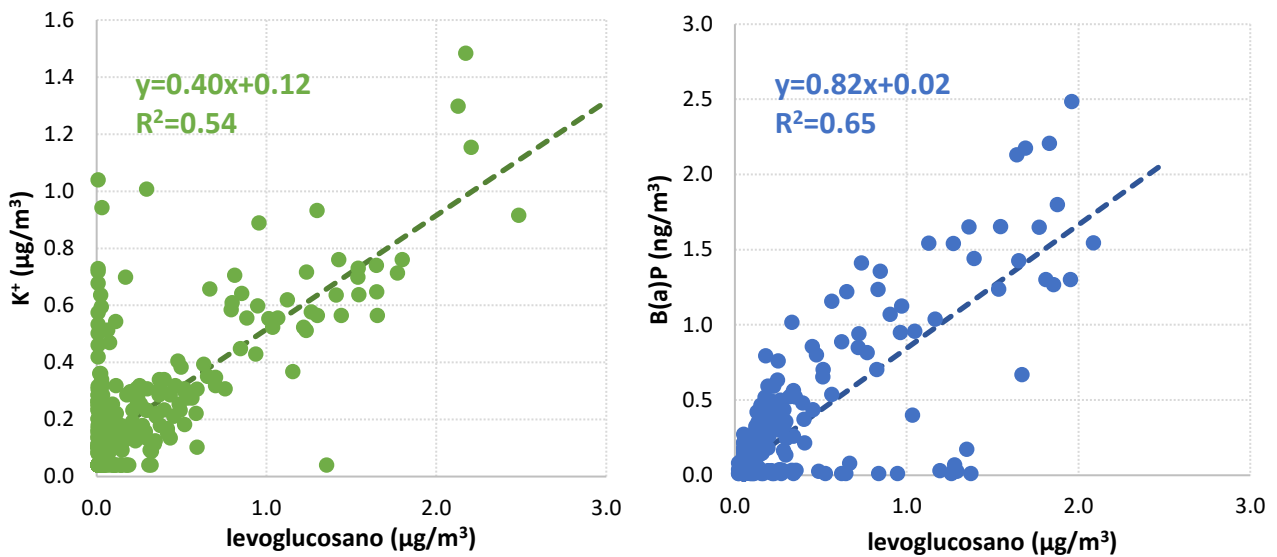 1.6
1.4
1.2
1.0
0.8
0.6
0.4
0.2
0.0
K⁺ (µg/m³)
y=0.40x+0.12
R²=0.54
0.0 1.0 2.0 3.0
levoglucosano (µg/m³)
3.0
2.5
2.0
1.5
1.0
0.5
0.0
B(a)P (ng/m³)
y=0.82x+0.02
R²=0.65
0.0 1.0 2.0 3.0
levoglucosano (µg/m³)